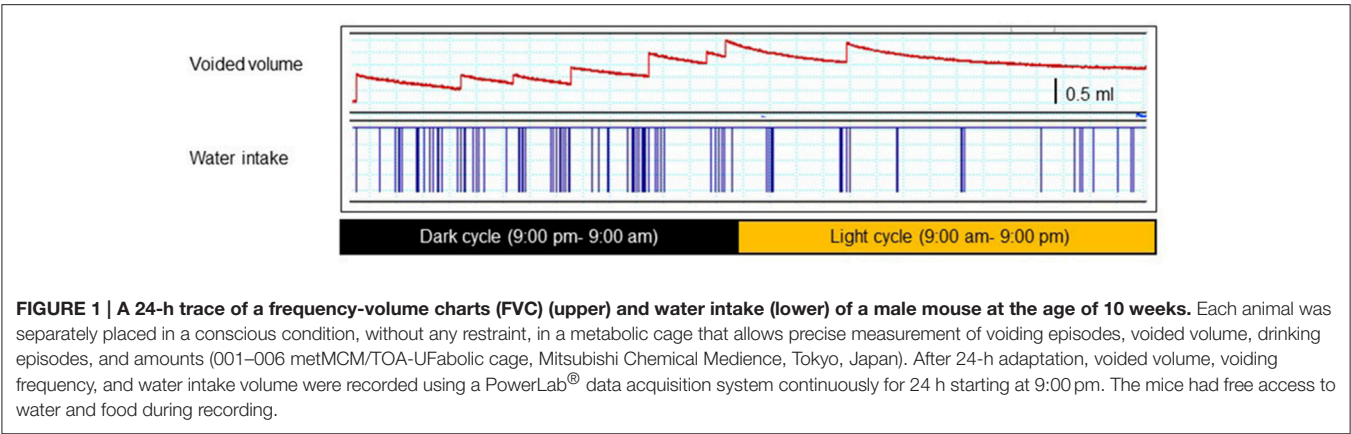 Voided volume
0.5 ml
Water intake
Dark cycle (9:00 pm- 9:00 am)
Light cycle (9:00 am- 9:00 pm)
FIGURE 1 | A 24-h trace of a frequency-volume charts (FVC) (upper) and water intake (lower) of a male mouse at the age of 10 weeks. Each animal was
separately placed in a conscious condition, without any restraint, in a metabolic cage that allows precise measurement of voiding episodes, voided volume, drinking
episodes, and amounts (001–006 metMCM/TOA-UFabolic cage, Mitsubishi Chemical Medience, Tokyo, Japan). After 24-h adaptation, voided volume, voiding
frequency, and water intake volume were recorded using a PowerLab® data acquisition system continuously for 24 h starting at 9:00 pm. The mice had free access to
water and food during recording.